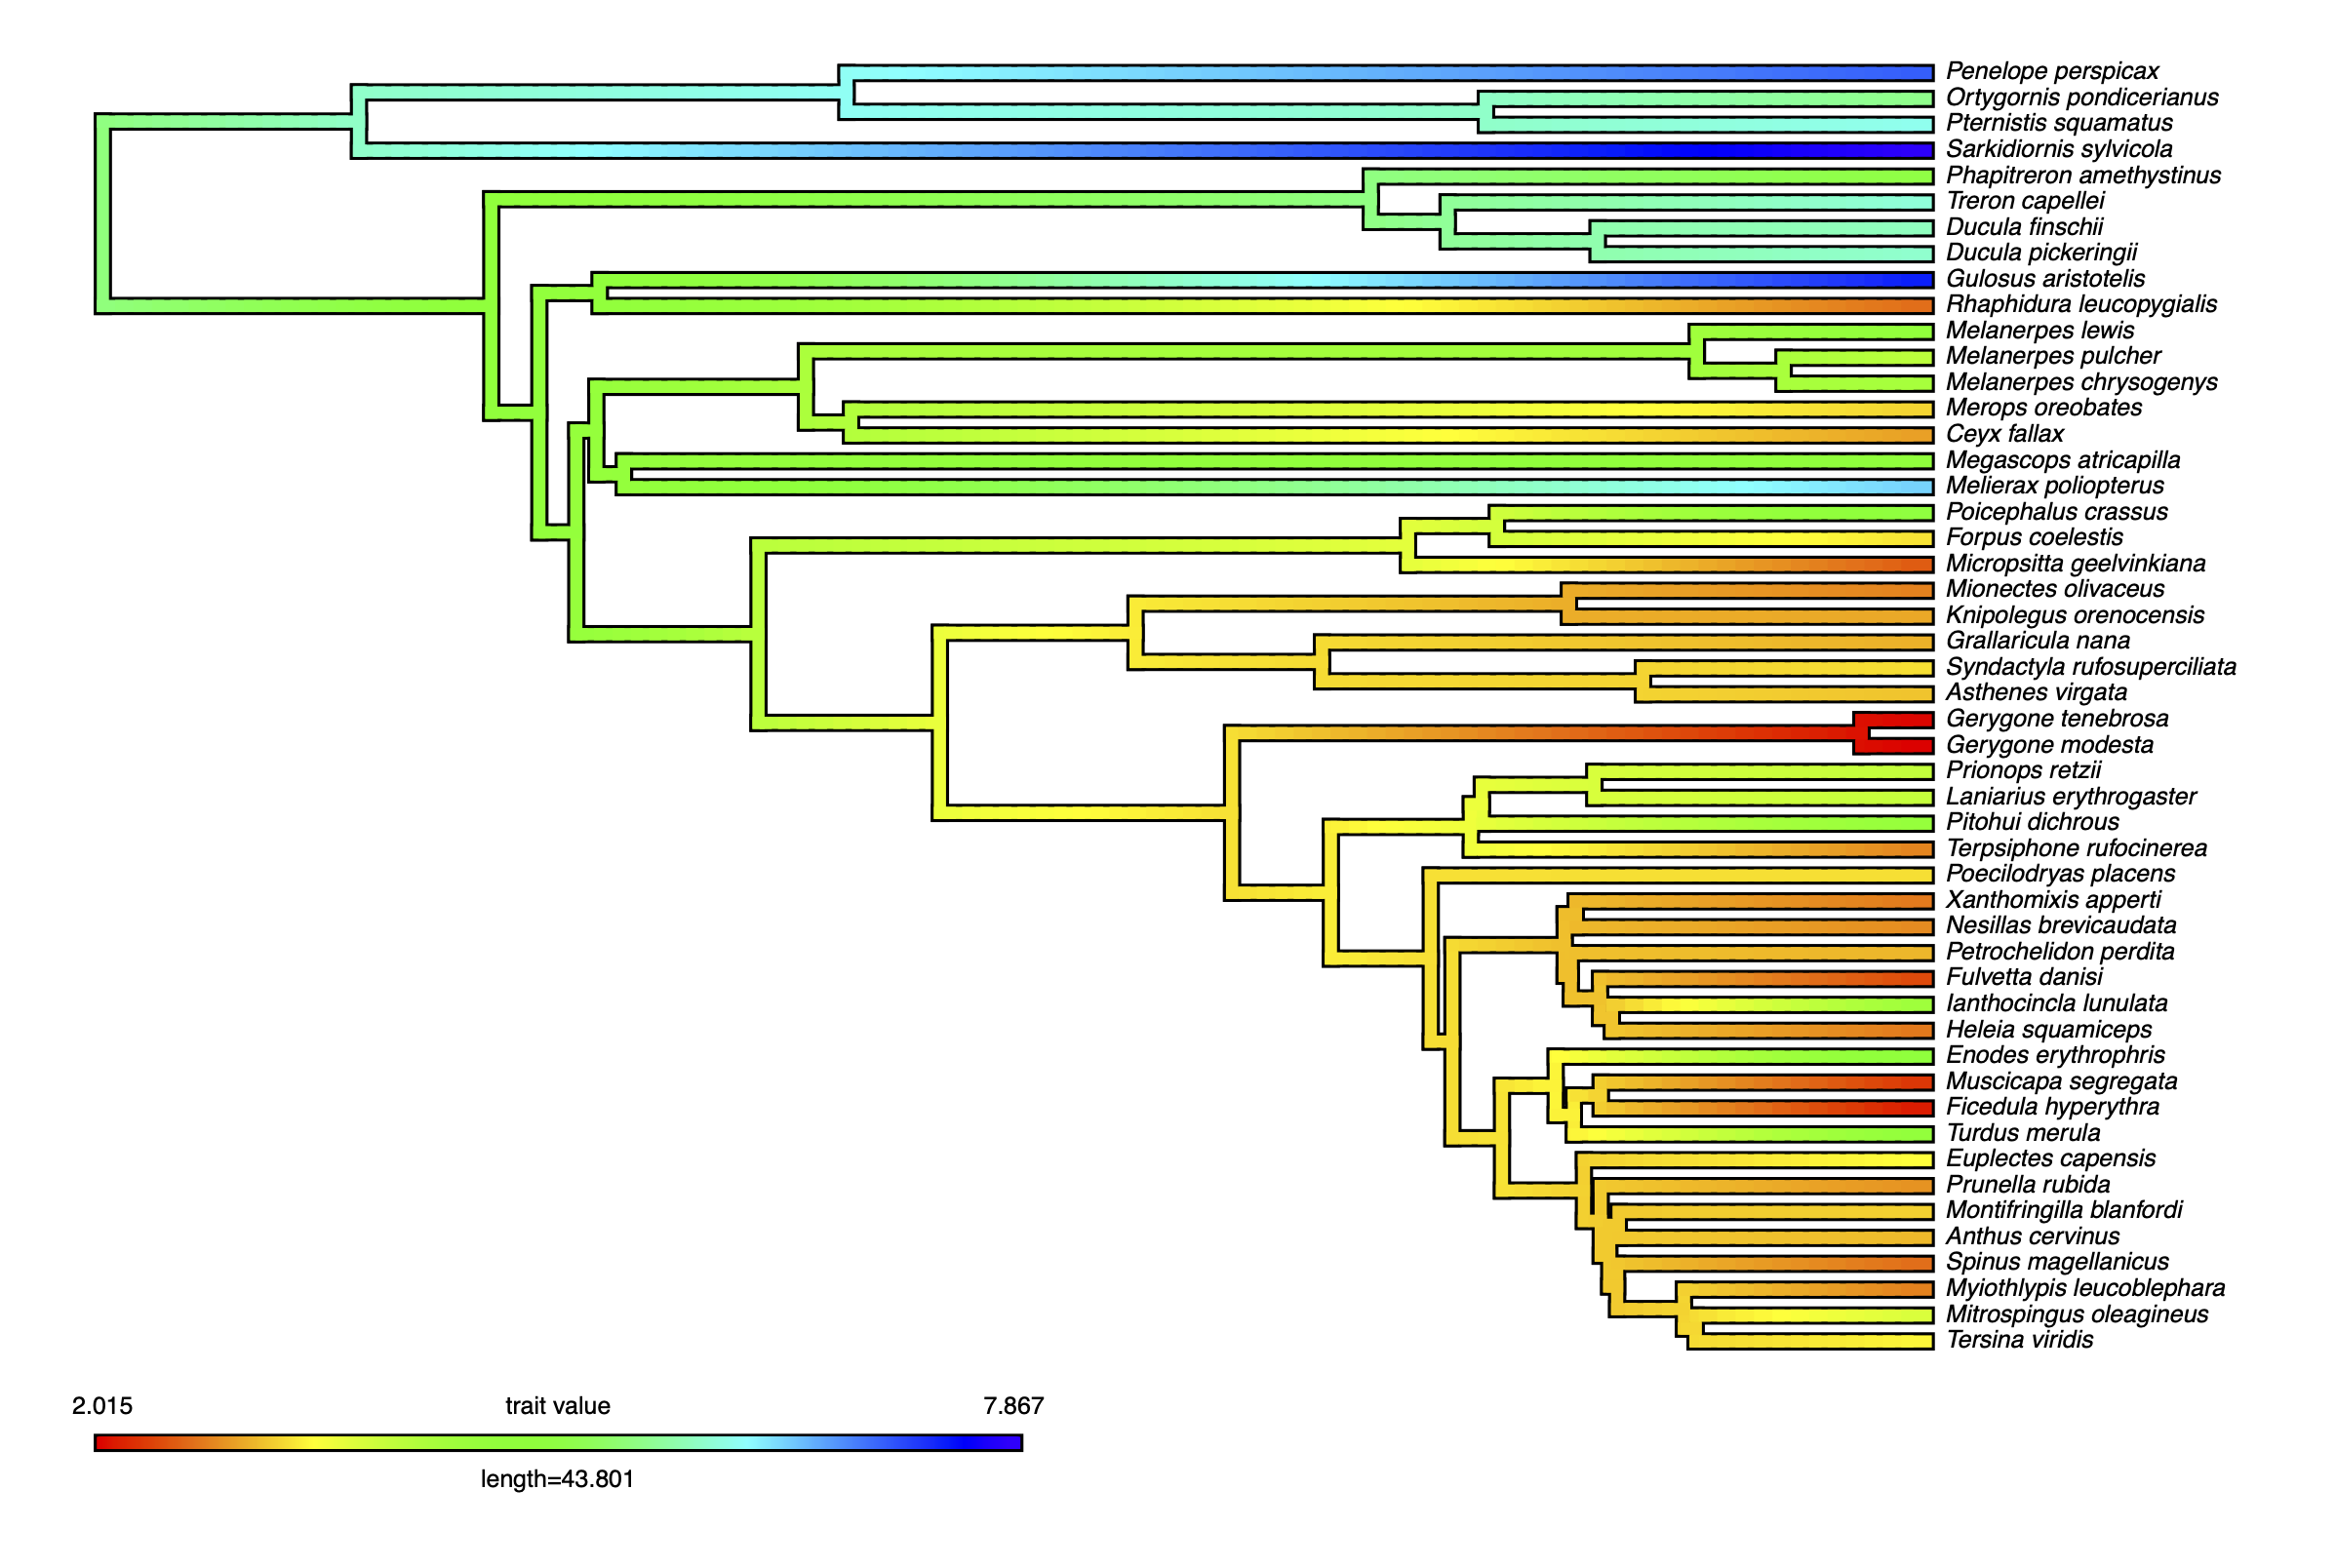 Penelope perspicax
Ortygornis pondicerianus
Pternistis squamatus
Sarkidiornis sylvicola
Phapitreron amethystinus
Treron capellei
Ducula finschii
Ducula pickeringii
Gulosus aristotelis
Rhaphidura leucopygialis
Melanerpes lewis
Melanerpes pulcher
Melanerpes chrysogenys
Merops oreobates
Ceyx fallax
Megascops atricapilla
Melierax poliopterus
Poicephalus crassus
Forpus coelestis
Micropsitta geelvinkiana
Mionectes olivaceus
Knipolegus orenocensis
Grallaricula nana
Syndactyla rufosuperciliata
Asthenes virgata
Gerygone tenebrosa
Gerygone modesta
Prionops retzii
Laniarius erythrogaster
Pitohui dichrous
Terpsiphone rufocinerea
Poecilodryas placens
Xanthomixis apperti
Nesillas brevicaudata
Petrochelidon perdita
Fulvetta danisi
Ianthocincla lunulata
Heleia squamiceps
Enodes erythrophris
Muscicapa segregata
Ficedula hyperythra
Turdus merula
Euplectes capensis
Prunella rubida
Montifringilla blanfordi
Anthus cervinus
Spinus magellanicus
Myiothlypis leucoblephara
Mitrospingus oleagineus
Tersina viridis
2.015 trait value 7.867
length=43.801